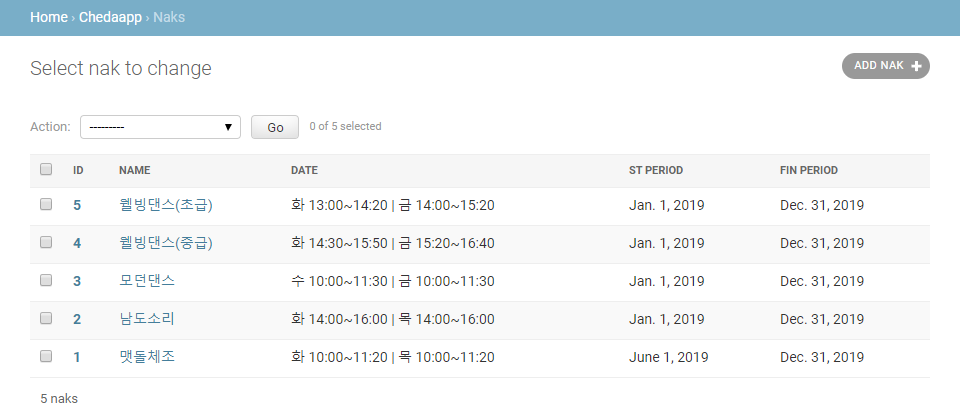 Home › Chedaapp › Naks
Select nak to change
ADD NAK +
Action: --------- Go 0 of 5 selected
ID NAME DATE ST PERIOD FIN PERIOD
5 웰빙댄스(초급) 화 13:00~14:20 | 금 14:00~15:20 Jan. 1, 2019 Dec. 31, 2019
4 웰빙댄스(중급) 화 14:30~15:50 | 금 15:20~16:40 Jan. 1, 2019 Dec. 31, 2019
3 모던댄스 수 10:00~11:30 | 금 10:00~11:30 Jan. 1, 2019 Dec. 31, 2019
2 남도소리 화 14:00~16:00 | 목 14:00~16:00 Jan. 1, 2019 Dec. 31, 2019
1 맷돌체조 화 10:00~11:20 | 목 10:00~11:20 June 1, 2019 Dec. 31, 2019
5 naks